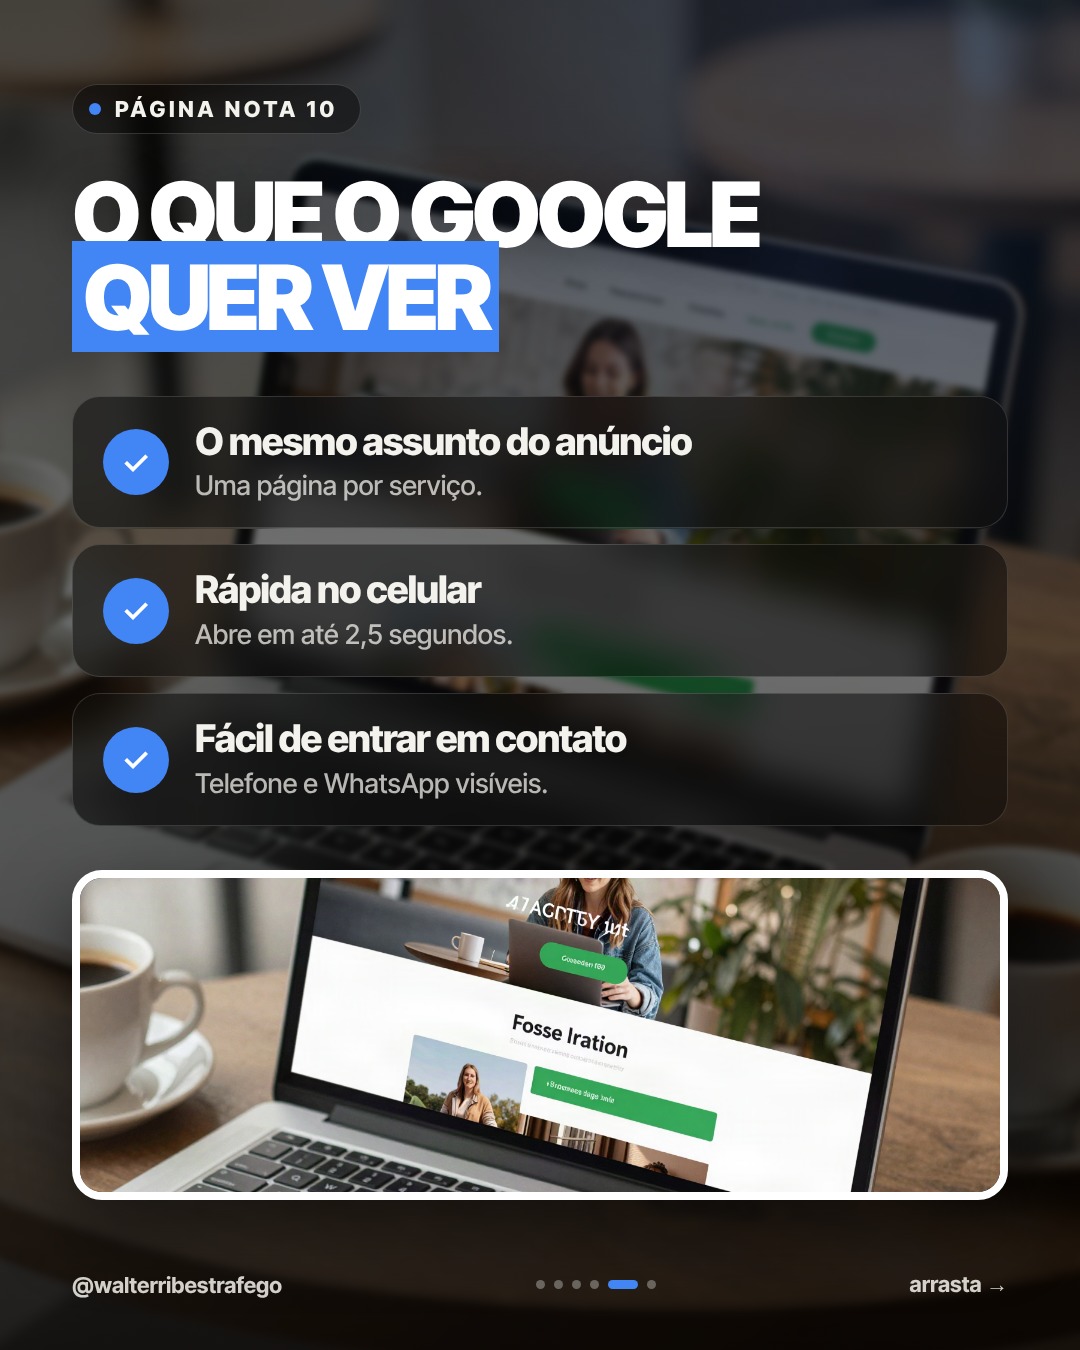 PÁGINA NOTA 10
O QUE O GOOGLE
QUER VER
O mesmo assunto do anúncio
Uma página por serviço.
Rápida no celular
Abre em até 2,5 segundos.
Fácil de entrar em contato
Telefone e WhatsApp visíveis.
Fosse Iration
@walterribestrafego
arrasta →